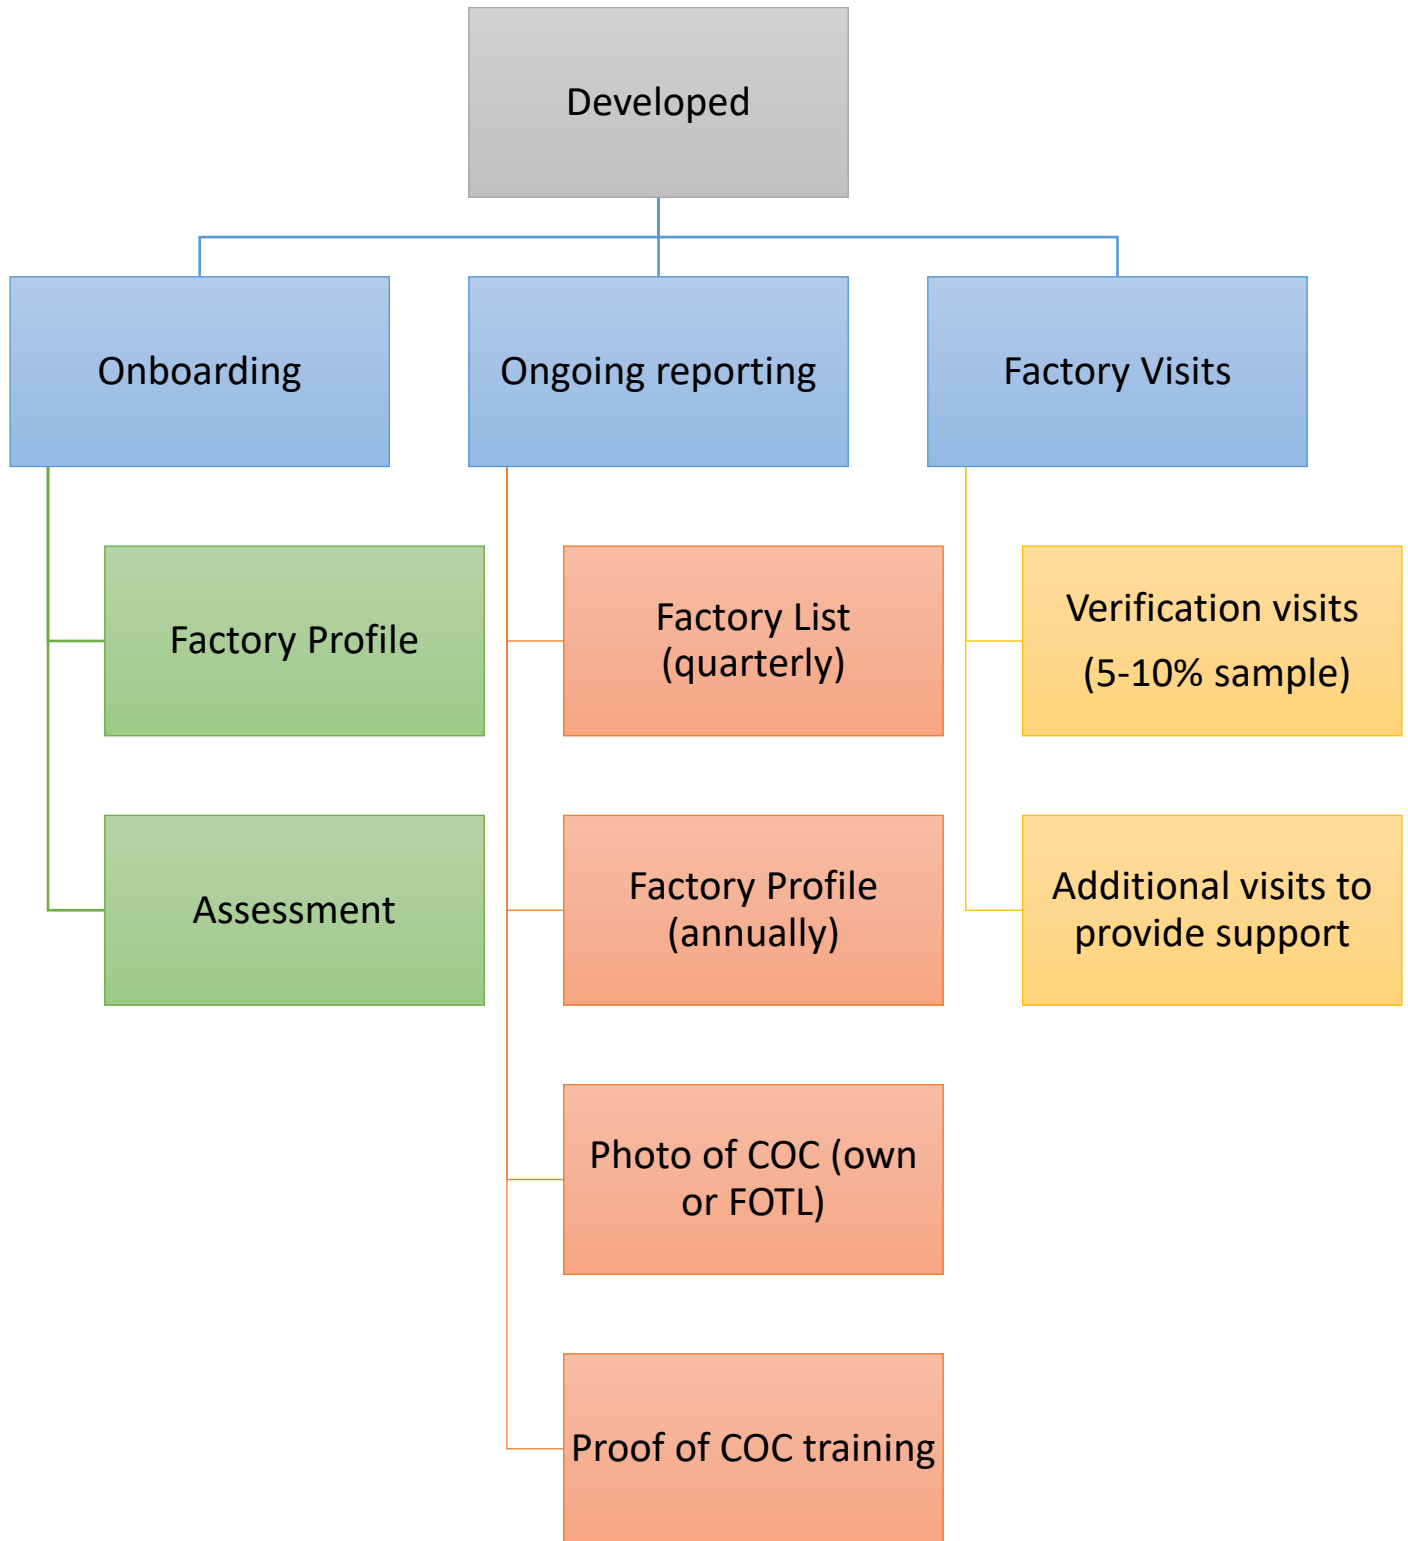 Developed
Onboarding
Ongoing reporting
Factory Visits
Factory Profile
Factory List
(quarterly)
Verification visits
(5-10% sample)
Assessment
Factory Profile
(annually)
Additional visits to
provide support
Photo of COC (own
or FOTL)
Proof of COC training